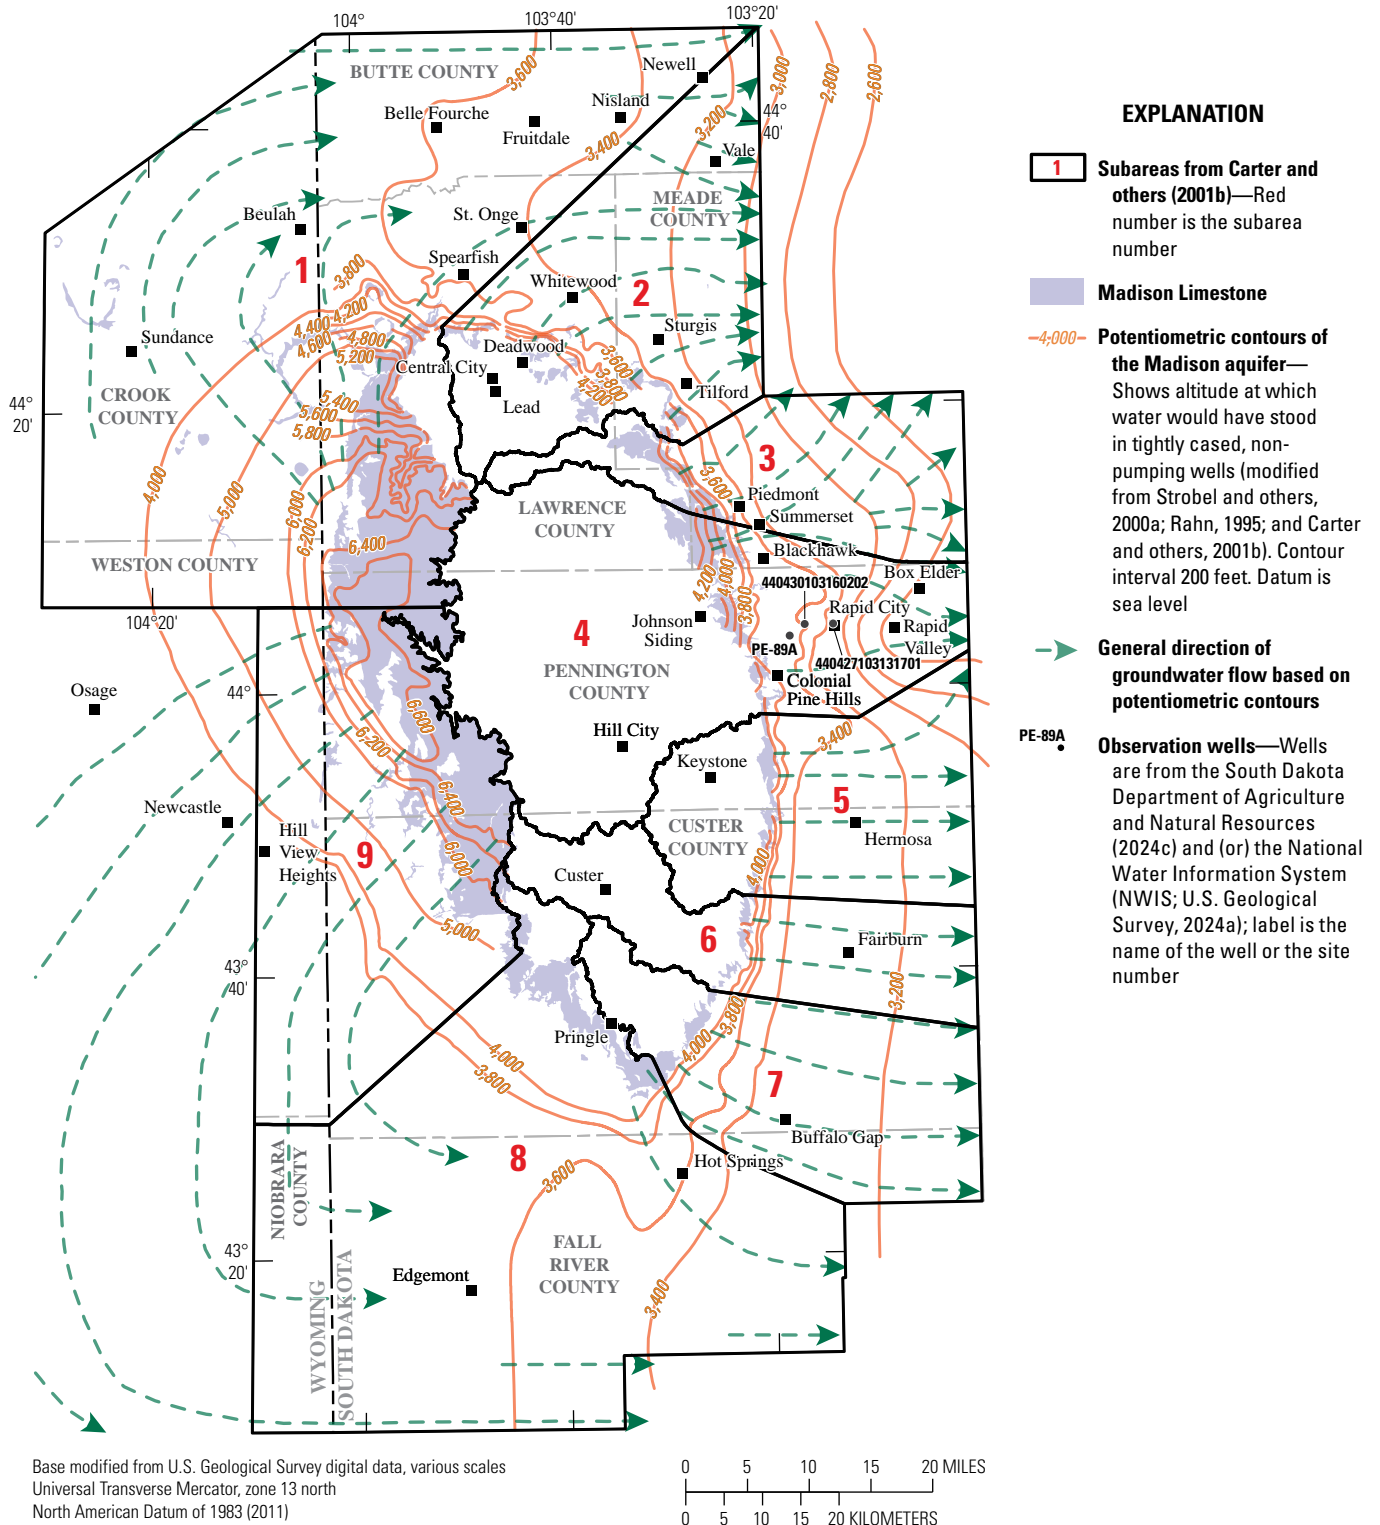 104°
103°40'
103°20'
BUTTE COUNTY
3,600
Newell
3,000
2,800
2,600
Belle Fourche
Nisland
Fruitdale
3,400
3,200
44°
40'
Vale
Beulah
St. Onge
MEADE
COUNTY
1
3,800
Spearfish
Whitewood
2
4,200
4,400
4,600
4,800
5,200
Sturgis
Sundance
Deadwood
3,600
3,800
4,200
Central City
Lead
Tilford
CROOK
COUNTY
44°
20'
5,400
5,600
5,800
4,000
5,000
6,000
6,200
6,400
3
3,600
Piedmont
Summerset
LAWRENCE
COUNTY
Blackhawk
WESTON COUNTY
4,200
4,000
3,800
440430103160202
Box Elder
104°20'
Johnson
Siding
4
Rapid City
Rapid
Valley
PE-89A
440427103131701
PENNINGTON
COUNTY
Colonial
Pine Hills
Osage
44°
6,600
6,200
Hill City
3,400
Keystone
6,400
5
Newcastle
Hill
View
Heights
9
6,000
CUSTER
COUNTY
4,000
Hermosa
Custer
5,000
6
Fairburn
43°
40'
3,200
Pringle
3,800
4,000
4,000
3,800
7
Buffalo Gap
NIOBRARA
COUNTY
8
3,600
Hot Springs
43°
20'
Edgemont
FALL
RIVER
COUNTY
3,400
WYOMING
SOUTH DAKOTA
EXPLANATION
1 Subareas from Carter and
others (2001b)—Red
number is the subarea
number
Madison Limestone
4,000 Potentiometric contours of
the Madison aquifer—
Shows altitude at which
water would have stood
in tightly cased, non-
pumping wells (modified
from Strobel and others,
2000a; Rahn, 1995; and Carter
and others, 2001b). Contour
interval 200 feet. Datum is
sea level
General direction of
groundwater flow based on
potentiometric contours
PE-89A Observation wells—Wells
are from the South Dakota
Department of Agriculture
and Natural Resources
(2024c) and (or) the National
Water Information System
(NWIS; U.S. Geological
Survey, 2024a); label is the
name of the well or the site
number
Base modified from U.S. Geological Survey digital data, various scales
Universal Transverse Mercator, zone 13 north
North American Datum of 1983 (2011)
0 5 10 15 20 MILES
0 5 10 15 20 KILOMETERS